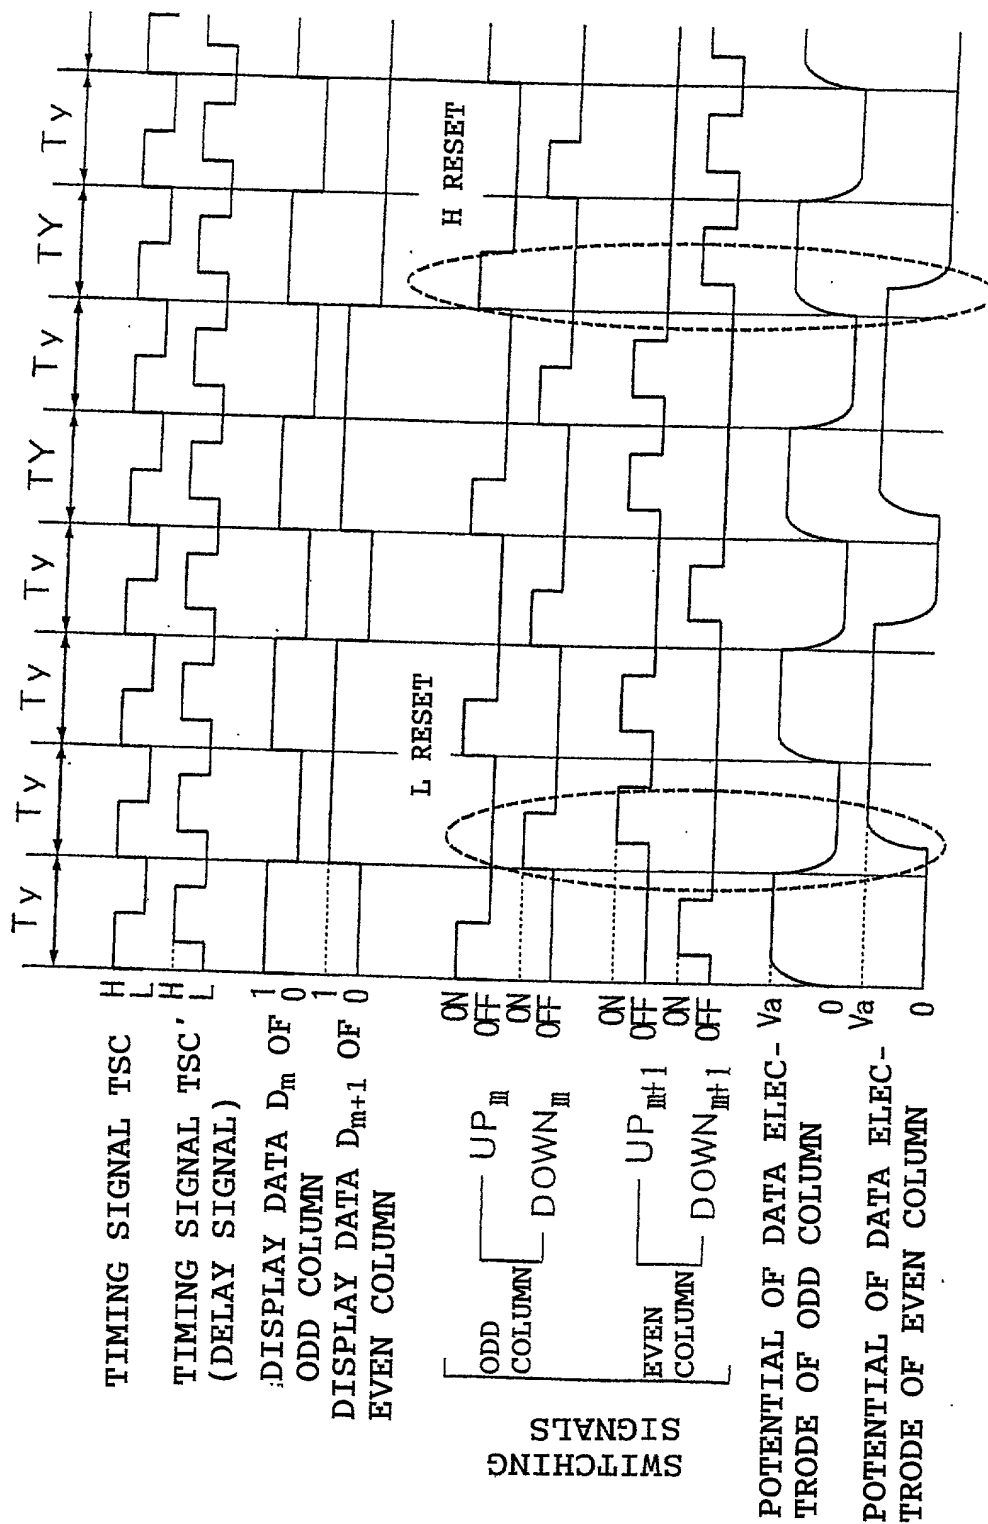 Ty
Ty
Ty
Ty
TY
Ty
TY
Ty
TIMING SIGNAL TSC
H
L
TIMING SIGNAL TSC'
(DELAY SIGNAL)
H
L
DISPLAY DATA Dm OF
ODD COLUMN
1
0
DISPLAY DATA Dm+1 OF
EVEN COLUMN
1
0
L RESET
H RESET
SWITCHING
SIGNALS
ODD
COLUMN
UPm
ON
OFF
DOWNm
ON
OFF
EVEN
COLUMN
UPm+1
ON
OFF
DOWNm+1
ON
OFF
POTENTIAL OF DATA ELEC-
TRODE OF ODD COLUMN
Va
0
POTENTIAL OF DATA ELEC-
TRODE OF EVEN COLUMN
Va
0